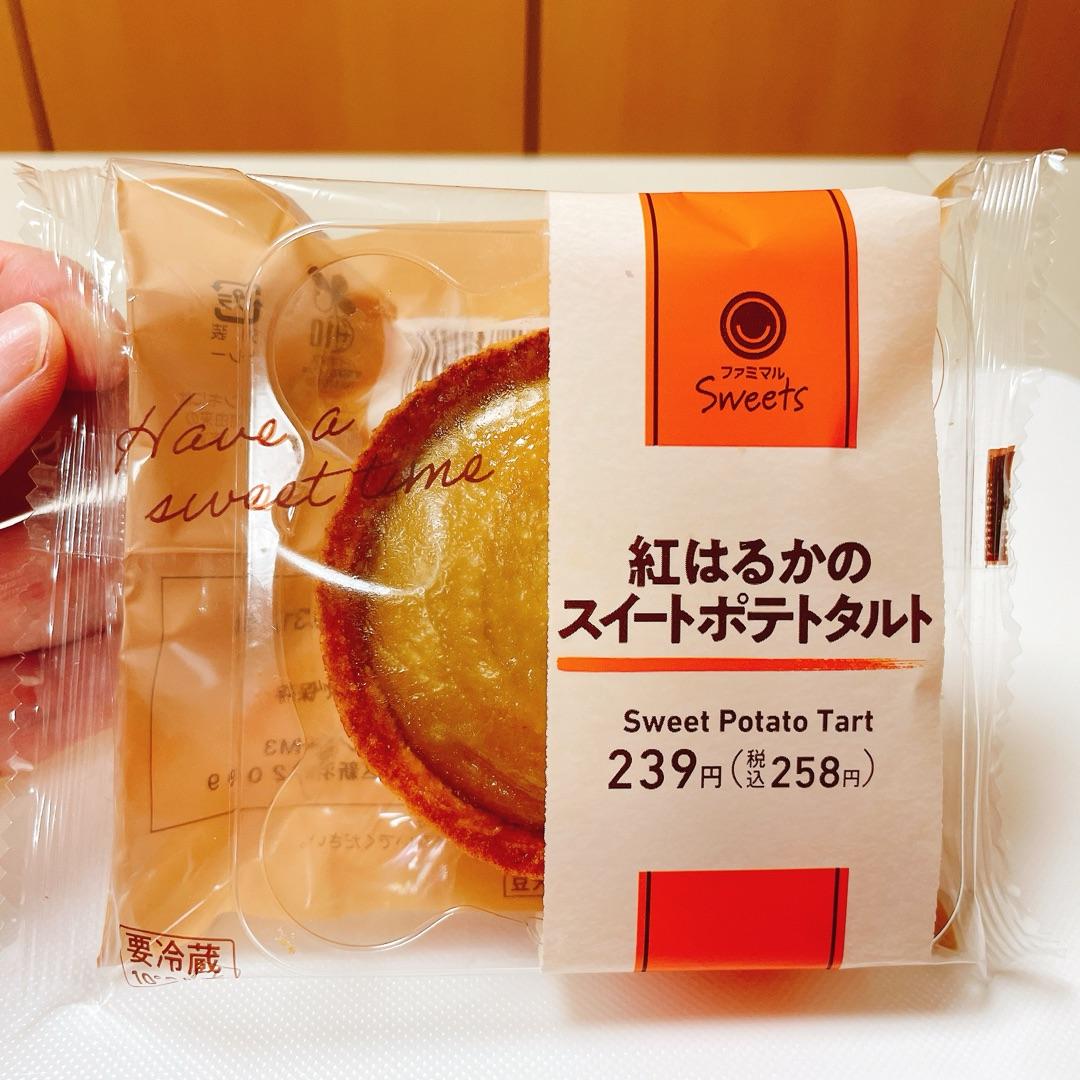 ファミマル
Sweets
Have a
sweet time
紅はるかの
スイートポテトタルト
Sweet Potato Tart
239円(税込258円)
要冷蔵